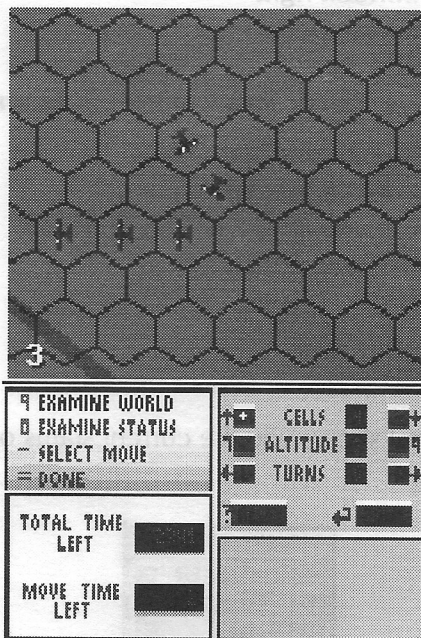 3
9 EXAMINE WORLD
0 EXAMINE STATUS
- SELECT MOVE
= DONE
CELLS
ALTITUDE
TURNS
?
TOTAL TIME
LEFT
MOVE TIME
LEFT